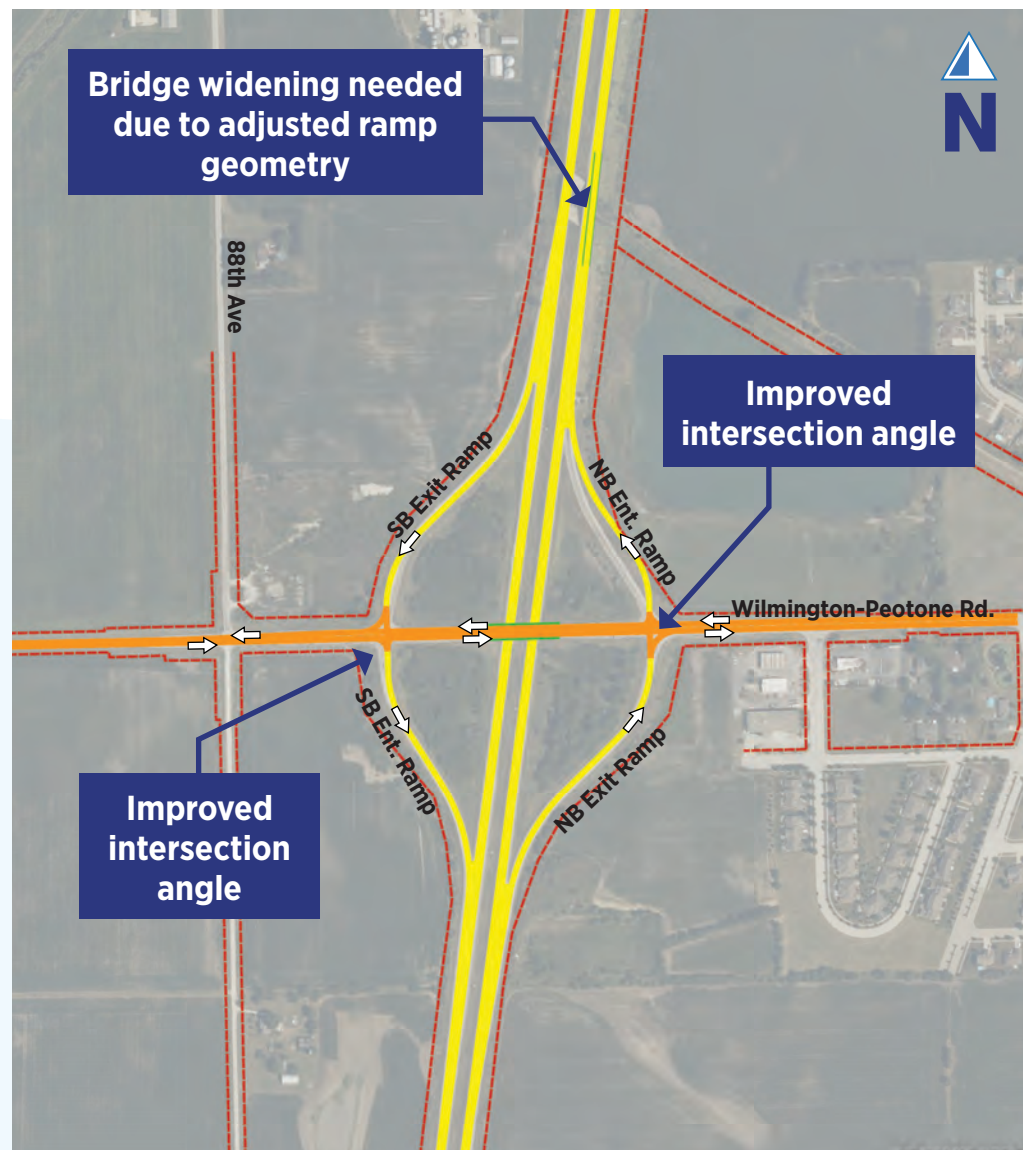 Bridge widening needed
due to adjusted ramp
geometry
N
88th Ave
Improved
intersection angle
SB Exit Ramp
NB Ent. Ramp
Wilmington-Peotone Rd.
SB Ent. Ramp
NB Exit Ramp
Improved
intersection
angle